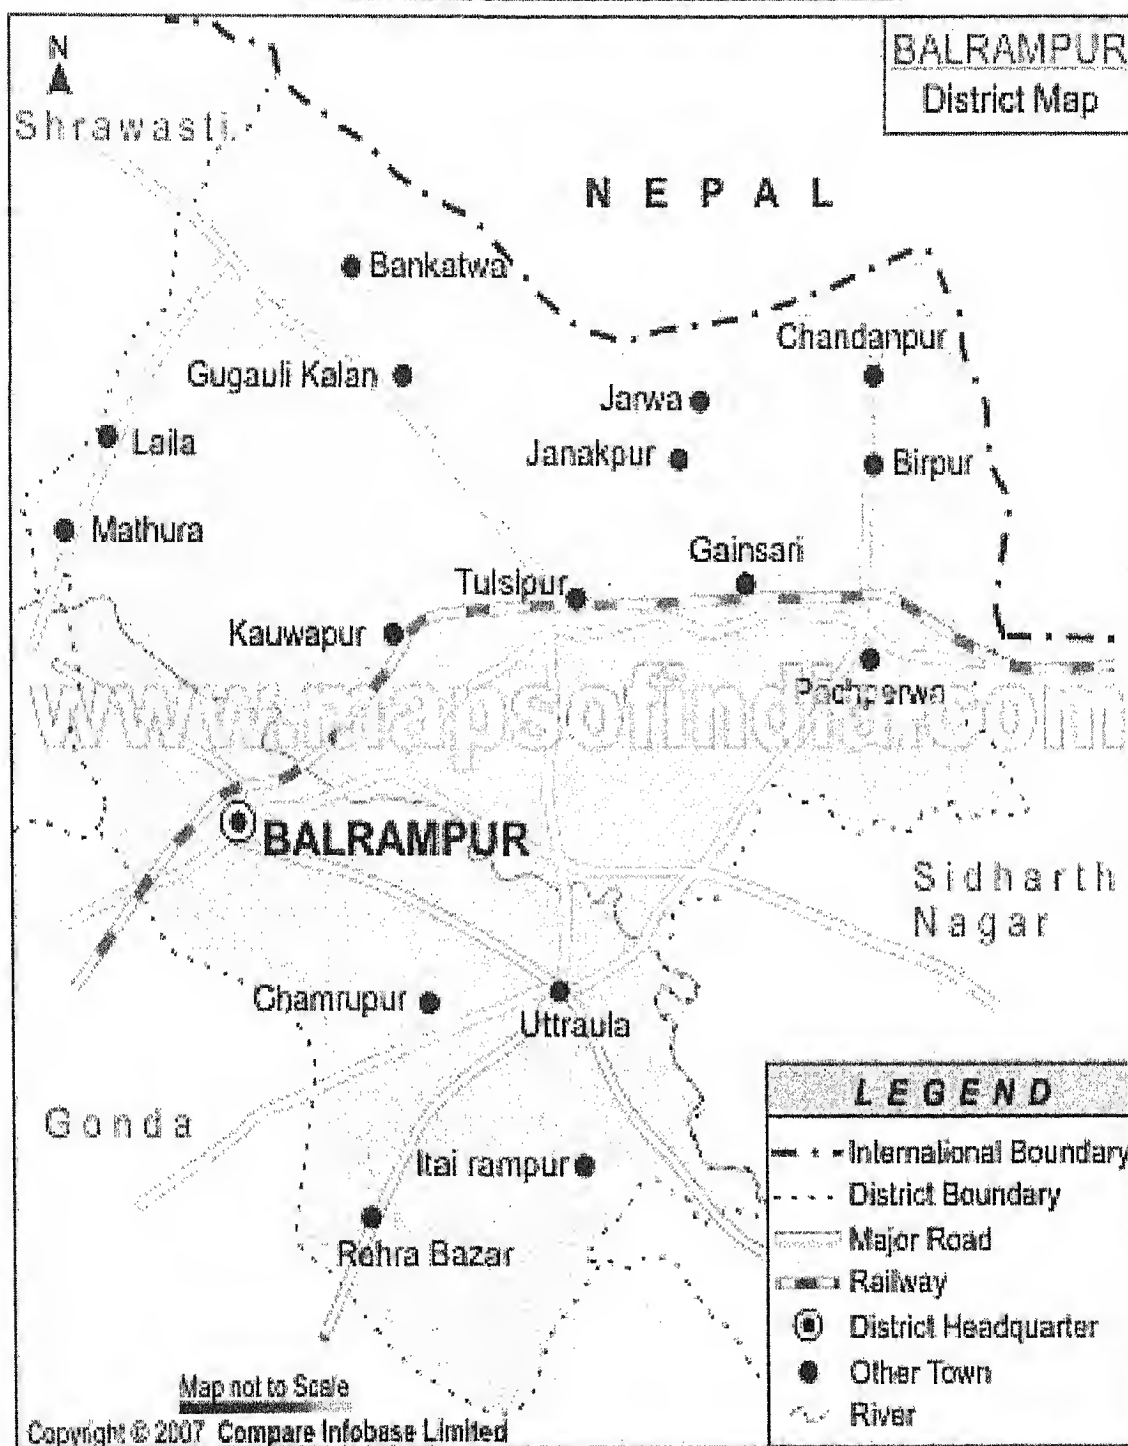 BALRAMPUR
District Map
N
Shrawasti
NEPAL
Bankatwa
Chandanpur
Gugauli Kalan
Jarwa
Laila
Janakpur
Birpur
Mathura
Gainsari
Tulsipur
Kauwapur
www.mapsofindia.com
Pachperwa
BALRAMPUR
Sidharth
Nagar
Chamrupur
Uttraula
Gonda
Itai rampur
Rehra Bazar
LEGEND
International Boundary
District Boundary
Major Road
Railway
District Headquarter
Other Town
River
Map not to Scale
Copyright © 2007 Compare Infobase Limited